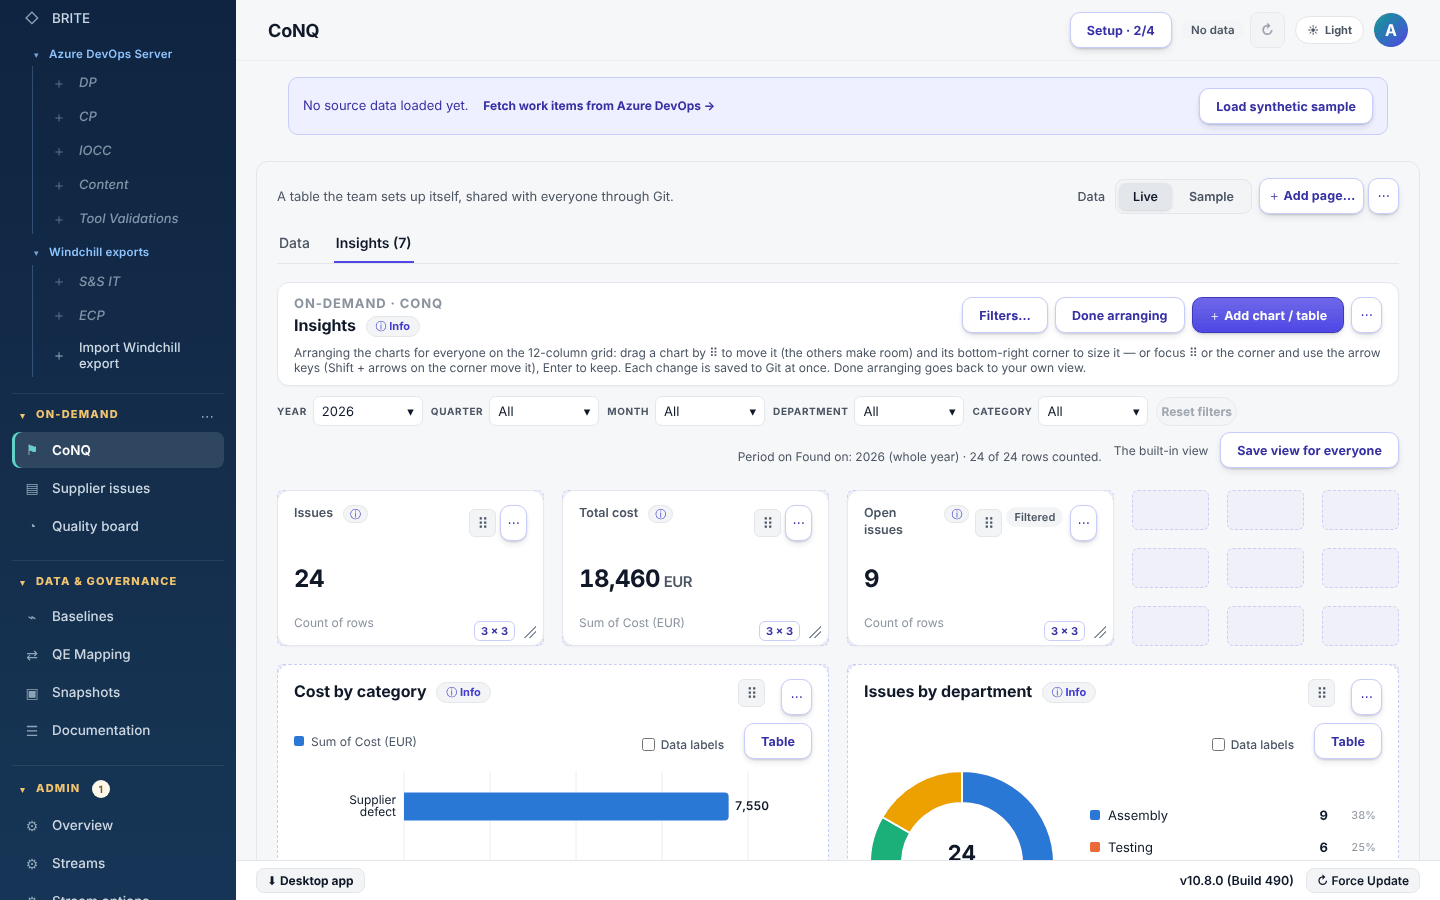 BRITE
Azure DevOps Server
DP
CP
IOCC
Content
Tool Validations
Windchill exports
S&S IT
ECP
Import Windchill
export
ON-DEMAND
CoNQ
Supplier issues
Quality board
DATA & GOVERNANCE
Baselines
QE Mapping
Snapshots
Documentation
ADMIN 1
Overview
Streams
Stream options
CoNQ
Setup · 2/4
No data
Light
A
No source data loaded yet. Fetch work items from Azure DevOps →
Load synthetic sample
A table the team sets up itself, shared with everyone through Git.
Data Live Sample
+ Add page...
Data Insights (7)
ON-DEMAND · CONQ
Insights ⓘ Info
Filters... Done arranging + Add chart / table
Arranging the charts for everyone on the 12-column grid: drag a chart by ⠿ to move it (the others make room) and its bottom-right corner to size it — or focus ⠿ or the corner and use the arrow
keys (Shift + arrows on the corner move it), Enter to keep. Each change is saved to Git at once. Done arranging goes back to your own view.
YEAR 2026 QUARTER All MONTH All DEPARTMENT All CATEGORY All Reset filters
Period on Found on: 2026 (whole year) · 24 of 24 rows counted. The built-in view Save view for everyone
Issues
24
Count of rows
3 × 3
Total cost
18,460 EUR
Sum of Cost (EUR)
3 × 3
Open
issues
Filtered
9
Count of rows
3 × 3
Cost by category ⓘ Info
Sum of Cost (EUR)
Data labels Table
Supplier
defect
7,550
Issues by department ⓘ Info
Data labels Table
24
Assembly 9 38%
Testing 6 25%
⬇ Desktop app
v10.8.0 (Build 490) ↻ Force Update